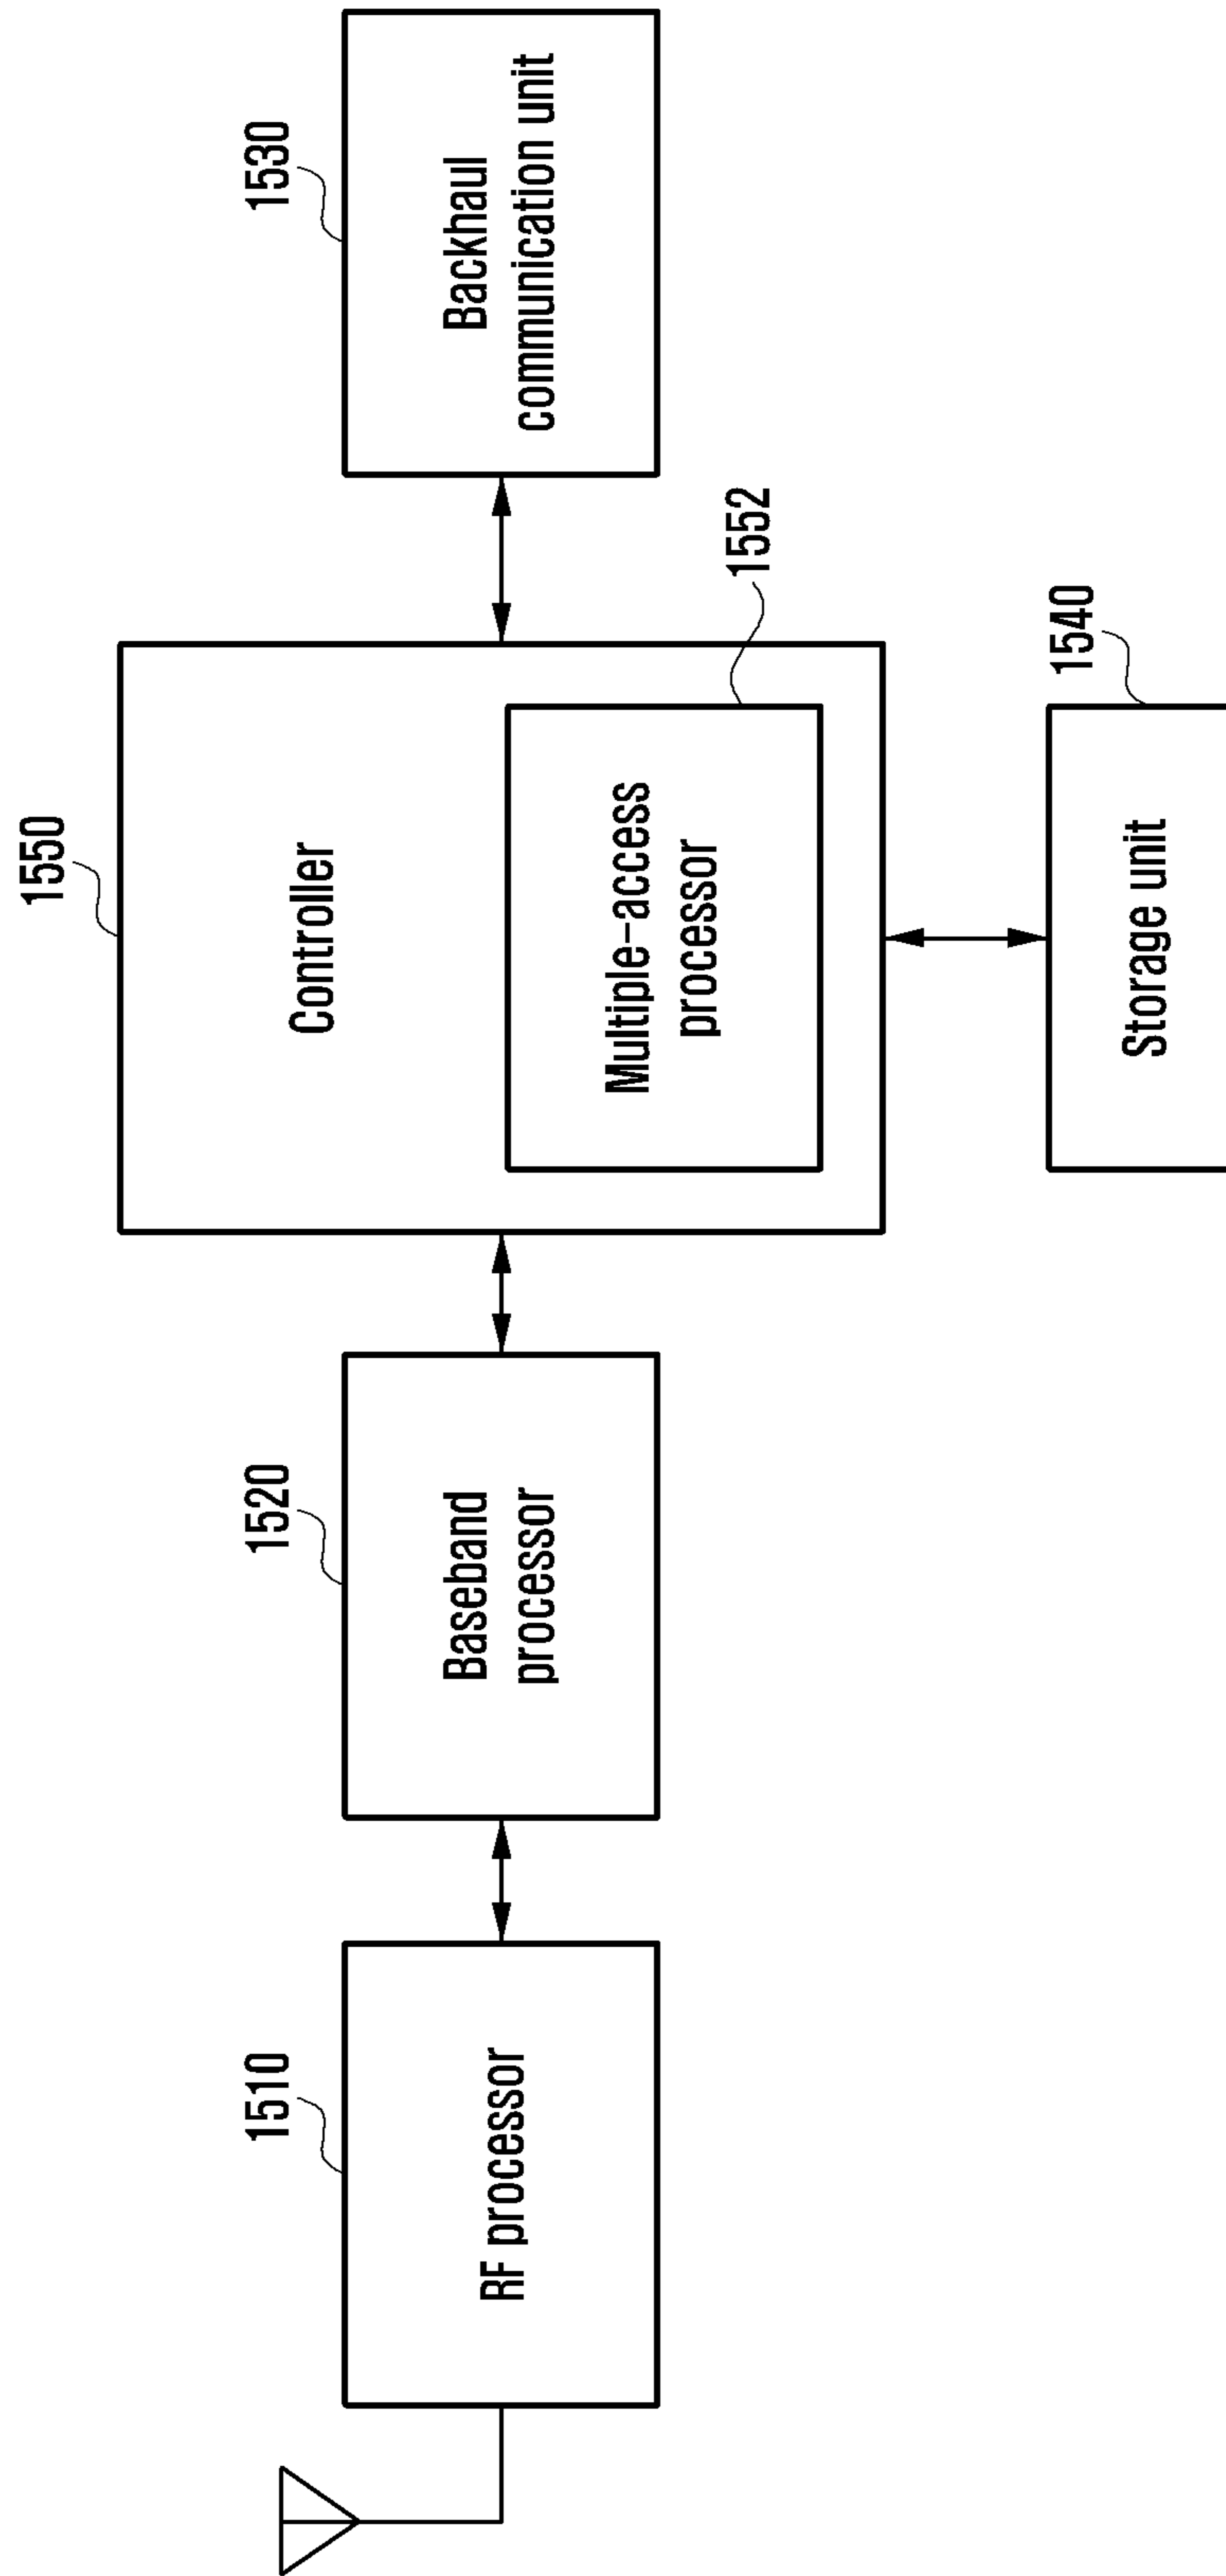 1510
RF processor
1520
Baseband
processor
1550
Controller
Multiple-access
processor
1552
1530
Backhaul
communication unit
1540
Storage unit